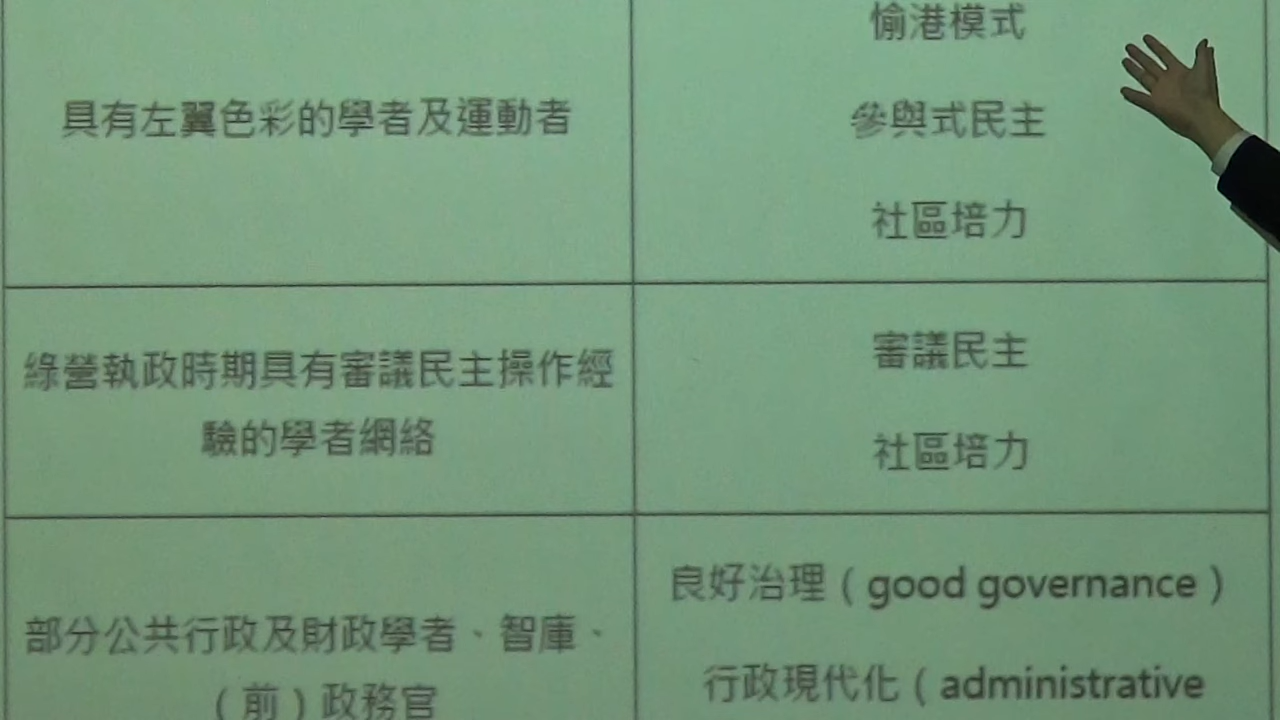 愉港模式
具有左翼色彩的學者及運動者
參與式民主
社區培力
綠營執政時期具有審議民主操作經
驗的學者網絡
審議民主
社區培力
部分公共行政及財政學者、智庫、
（前）政務官
良好治理（good governance）
行政現代化（administrative